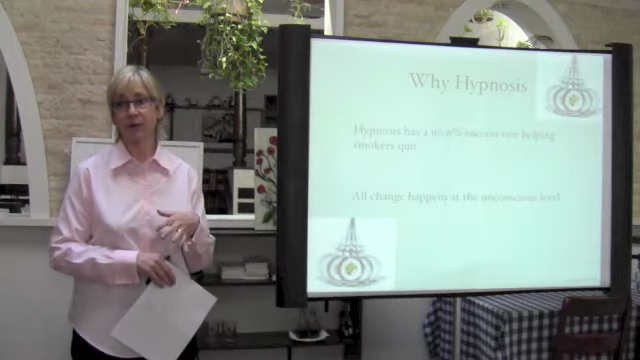 Why Hypnosis
Hypnosis has a success rate helping
smokers quit
All change happens at the unconscious level